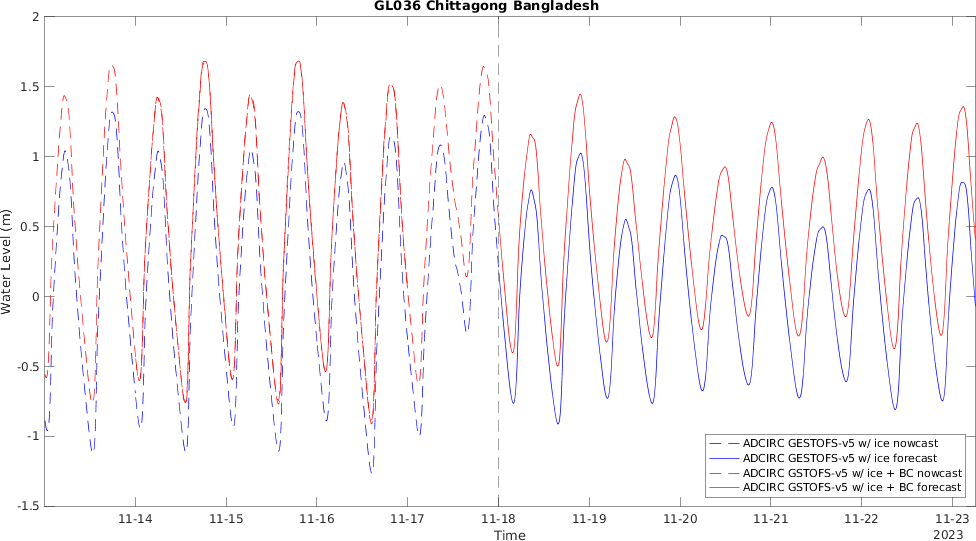 GL036 Chittagong Bangladesh
Water Level (m)
2
1.5
1
0.5
0
-0.5
-1
-1.5
ADCIRC GESTOFS-v5 w/ ice nowcast
ADCIRC GESTOFS-v5 w/ ice forecast
ADCIRC GSTOFS-v5 w/ ice + BC nowcast
ADCIRC GSTOFS-v5 w/ ice + BC forecast
11-14 11-15 11-16 11-17 11-18 11-19 11-20 11-21 11-22 11-23
Time
2023